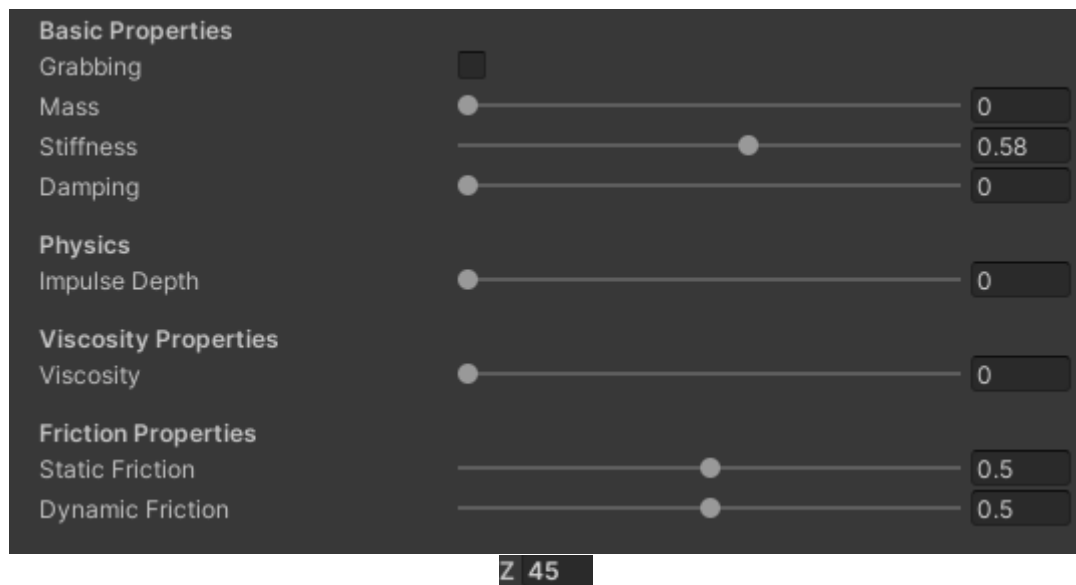 Basic Properties
Grabbing
Mass 0
Stiffness 0.58
Damping 0
Physics
Impulse Depth 0
Viscosity Properties
Viscosity 0
Friction Properties
Static Friction 0.5
Dynamic Friction 0.5
Z 45